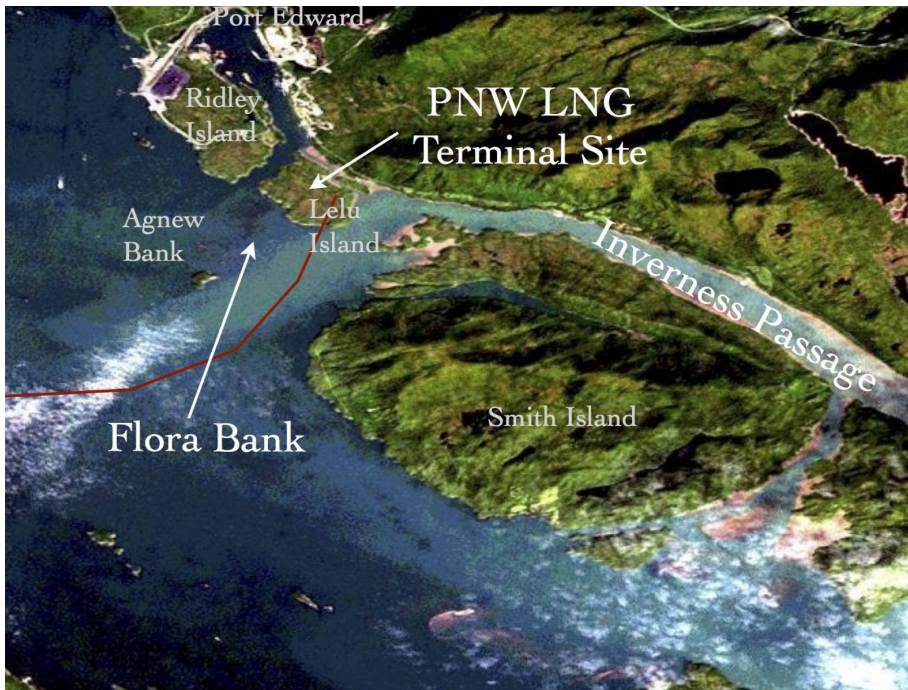 Port Edward
Ridley
Island
PNW LNG
Terminal Site
Agnew
Bank
Lelu
Island
Inverness Passage
Flora Bank
Smith Island